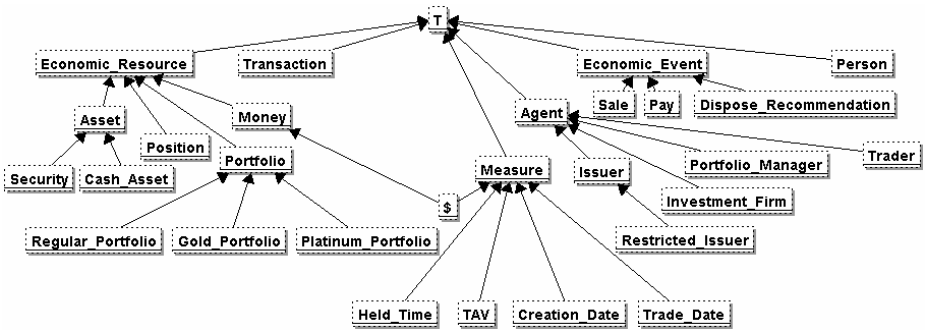 T
Economic_Resource
Transaction
Economic_Event
Person
Asset
Money
Agent
Sale
Pay
Dispose_Recommendation
Position
Portfolio
Security
Cash_Asset
Measure
Issuer
Portfolio_Manager
Trader
$
Investment_Firm
Regular_Portfolio
Gold_Portfolio
Platinum_Portfolio
Restricted_Issuer
Held_Time
TAV
Creation_Date
Trade_Date